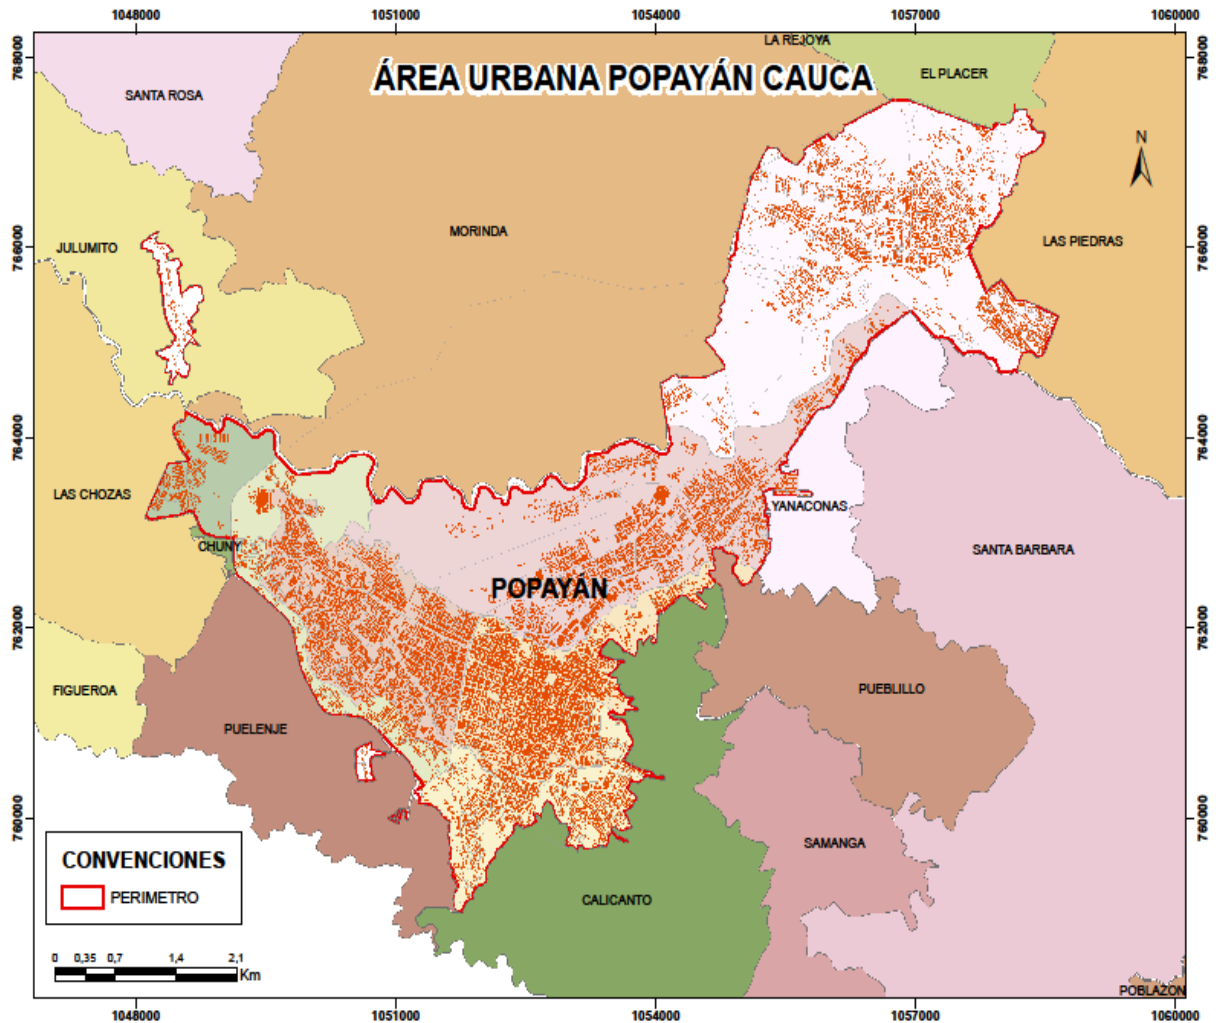 1048000 1051000 1054000 1057000 1060000
LA REJOYA
ÁREA URBANA POPAYÁN CAUCA
EL PLACER
SANTA ROSA
768000 768000
N
MORINDA
JULUMITO
LAS PIEDRAS
766000 766000
764000 764000
LAS CHOZAS
YANACONAS
CHUNY
SANTA BARBARA
POPAYÁN
762000 762000
FIGUEROA
PUEBLILLO
PUELENJE
760000 760000
SAMANGA
CONVENCIONES
PERIMETRO
CALICANTO
0 0,35 0,7 1,4 2,1
Km
POBLAZON
1048000 1051000 1054000 1057000 1060000